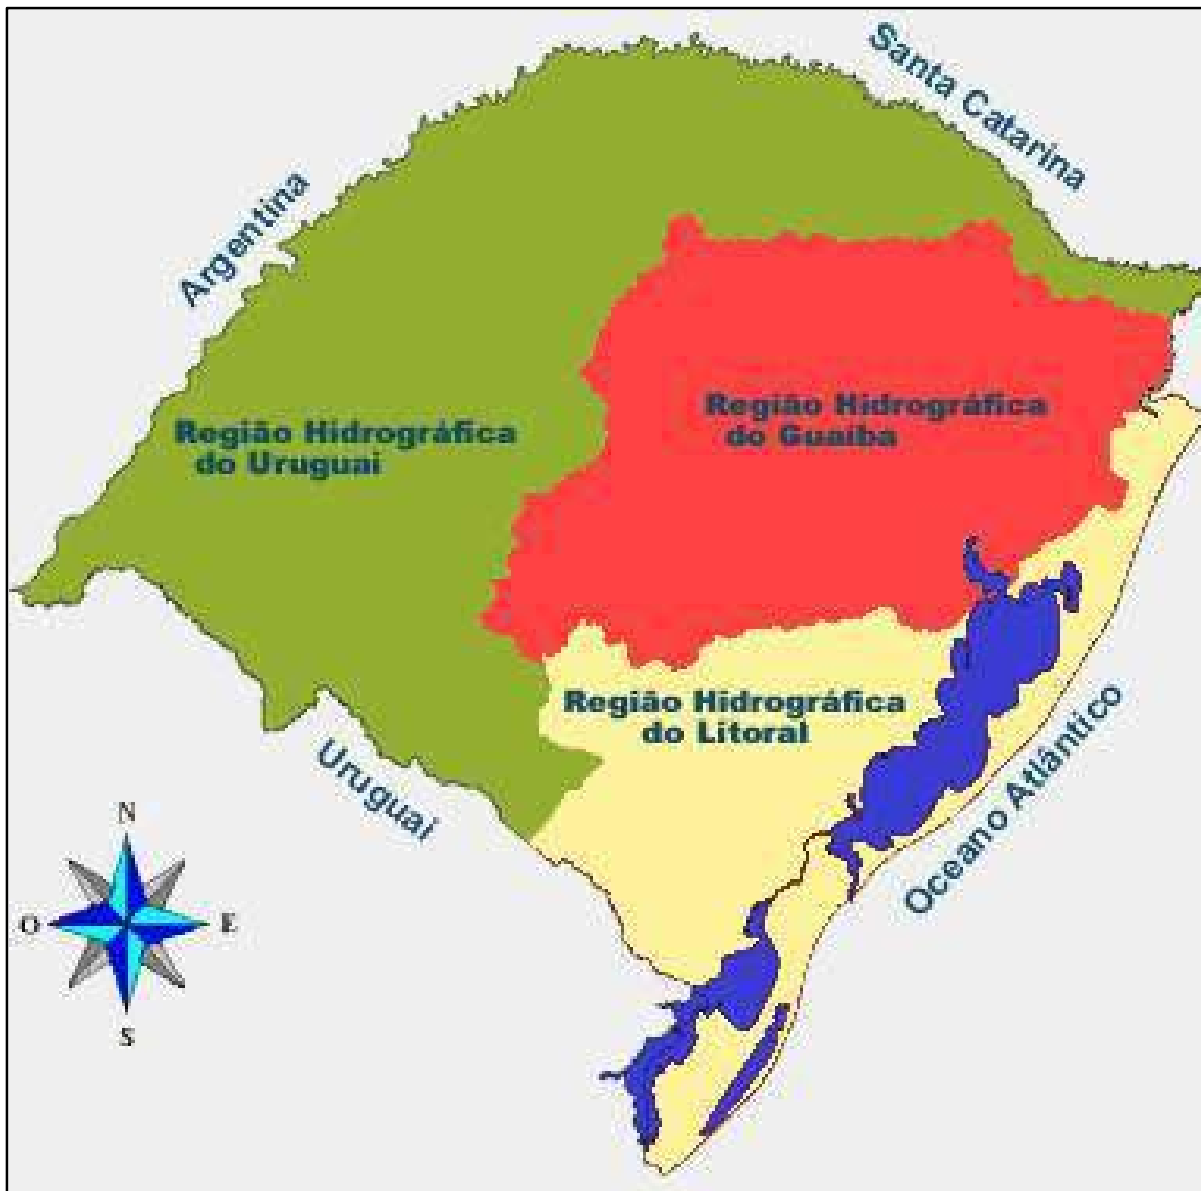 Santa Catarina
Argentina
Região Hidrográfica
do Guaíba
Região Hidrográfica
do Uruguai
Região Hidrográfica
do Litoral
Uruguai
Oceano Atlântico
N
O
E
S